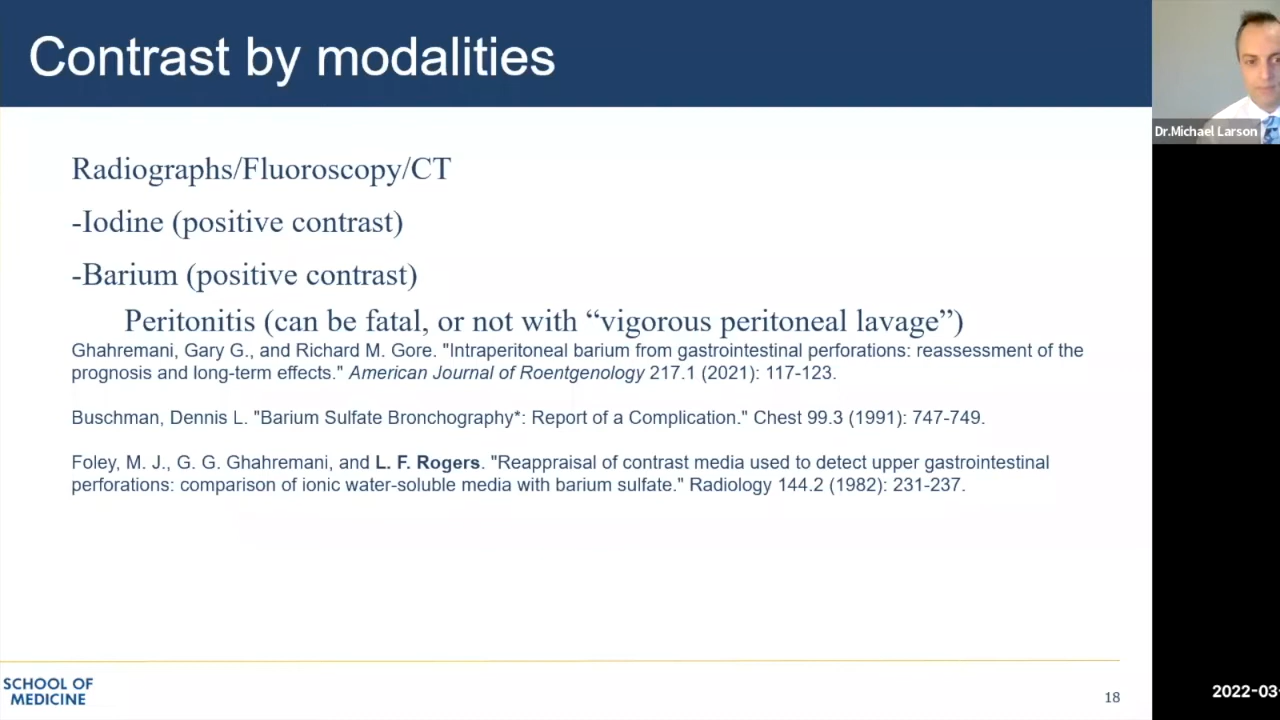 Contrast by modalities
Dr.Michael Larson
Radiographs/Fluoroscopy/CT
-Iodine (positive contrast)
-Barium (positive contrast)
Peritonitis (can be fatal, or not with “vigorous peritoneal lavage”)
Ghahremani, Gary G., and Richard M. Gore. "Intraperitoneal barium from gastrointestinal perforations: reassessment of the
prognosis and long-term effects." American Journal of Roentgenology 217.1 (2021): 117-123.
Buschman, Dennis L. "Barium Sulfate Bronchography*: Report of a Complication." Chest 99.3 (1991): 747-749.
Foley, M. J., G. G. Ghahremani, and L. F. Rogers. "Reappraisal of contrast media used to detect upper gastrointestinal
perforations: comparison of ionic water-soluble media with barium sulfate." Radiology 144.2 (1982): 231-237.
SCHOOL OF
MEDICINE
18
2022-03-